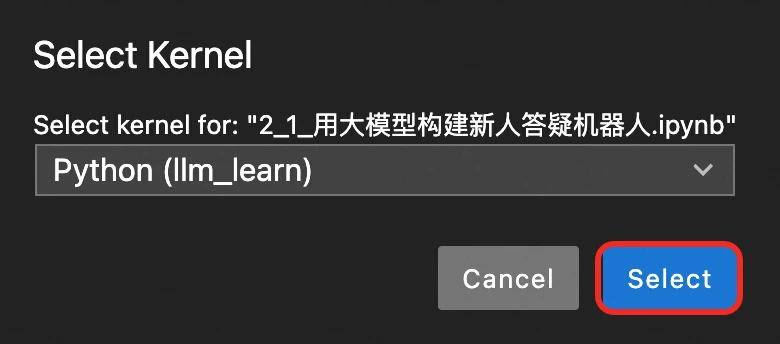 Select Kernel
Select kernel for: "2_1_用大模型构建新人答疑机器人.ipynb"
Python (llm_learn)
Cancel
Select